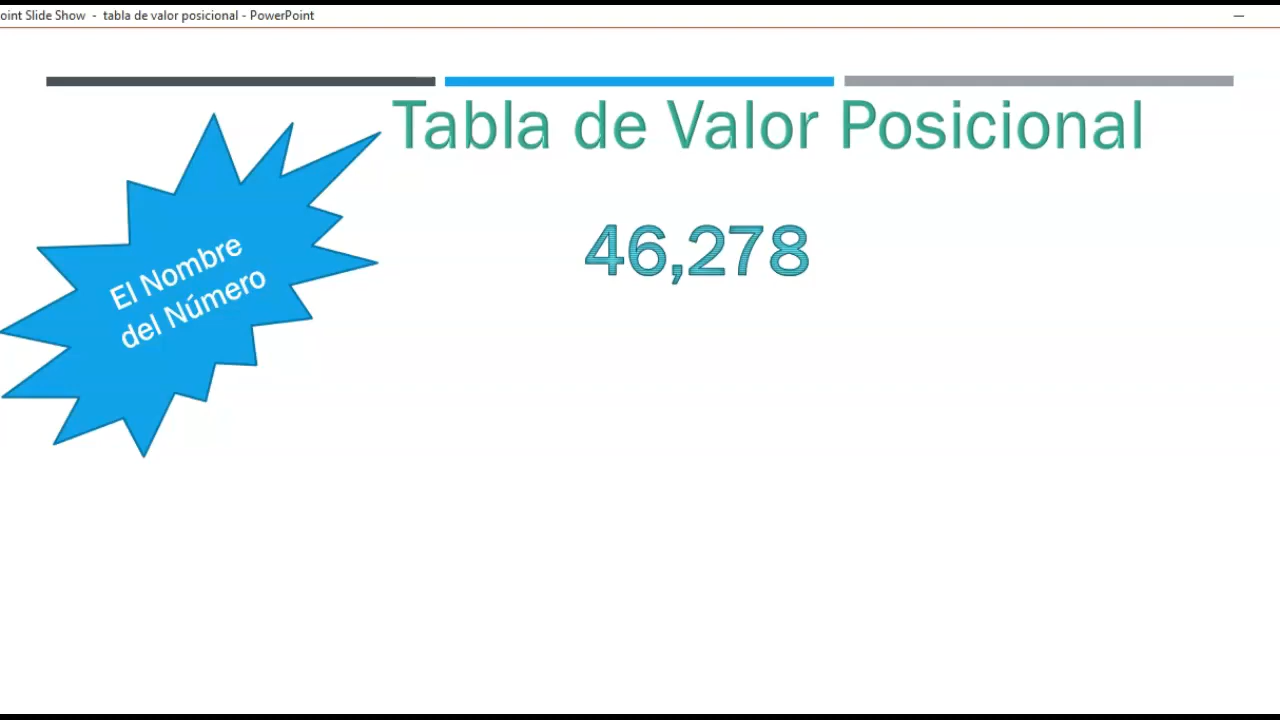 oint Slide Show - tabla de valor posicional - PowerPoint
Tabla de Valor Posicional
46,278
El Nombre
del Número